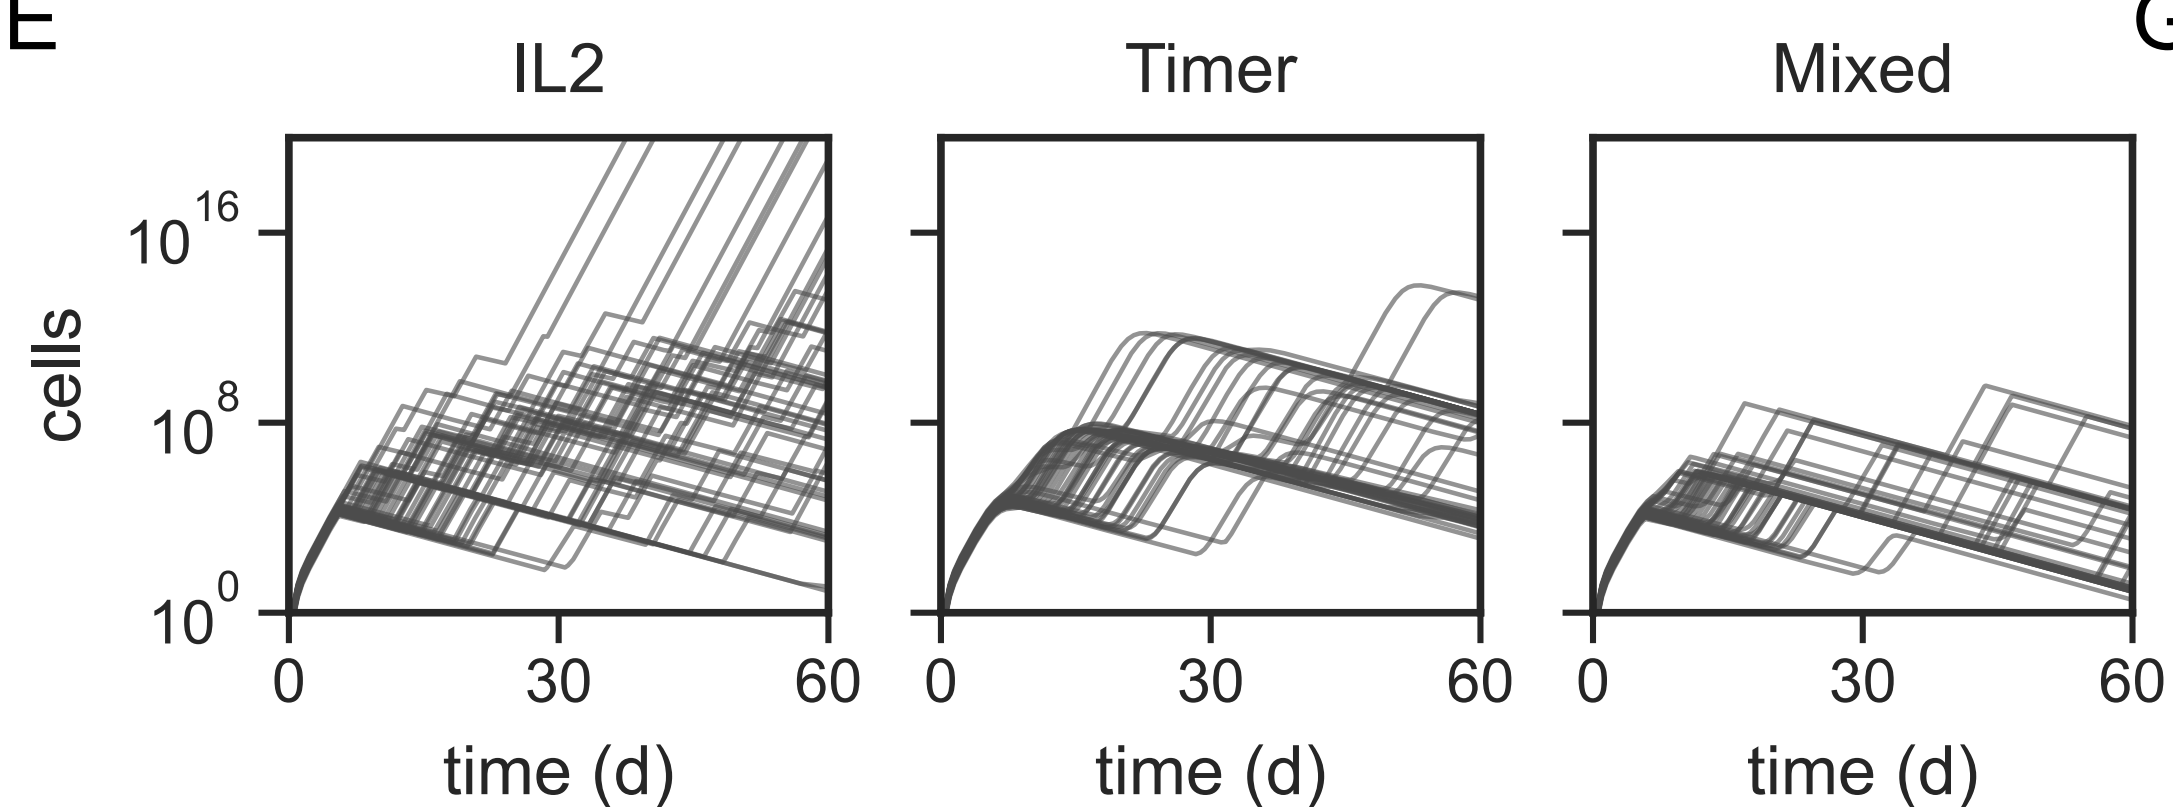 E
IL2 Timer Mixed
10^16
10^8
10^0
cells
0 30 60 0 30 60 0 30 60
time (d) time (d) time (d)